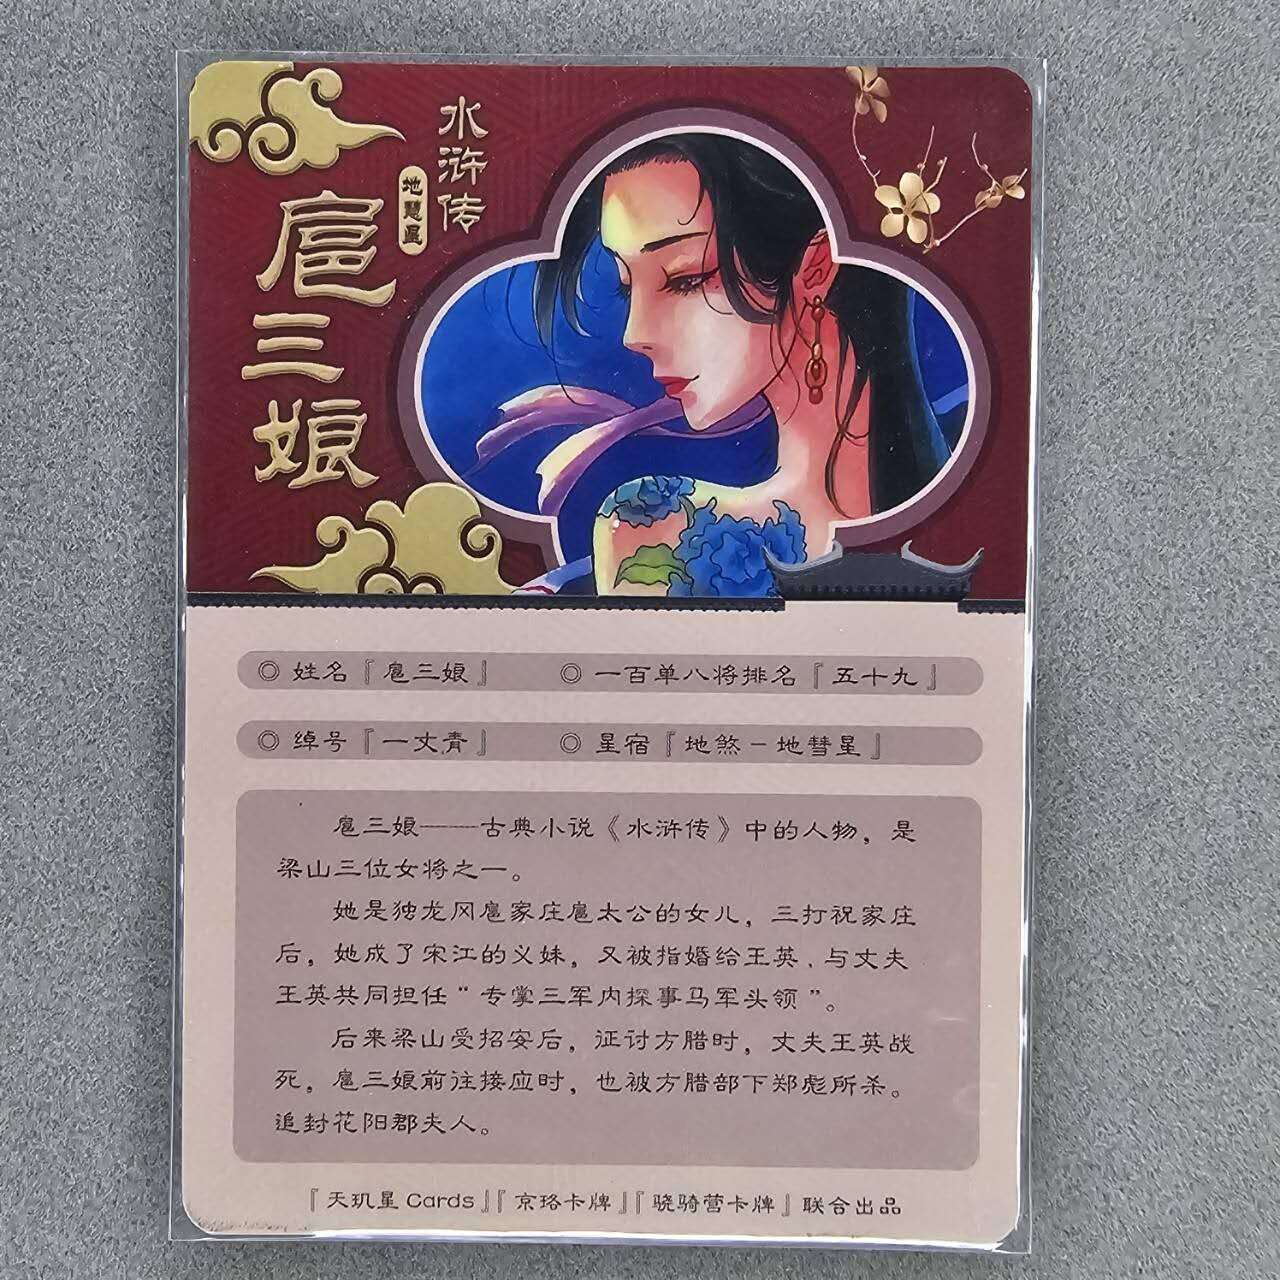 水浒传
地慧星
扈三娘
◎ 姓名『扈三娘』 ◎ 一百单八将排名『五十九』
◎ 绰号『一丈青』 ◎ 星宿『地煞－地彗星』
扈三娘——古典小说《水浒传》中的人物，是
梁山三位女将之一。
她是独龙冈扈家庄扈太公的女儿，三打祝家庄
后，她成了宋江的义妹，又被指婚给王英、与丈夫
王英共同担任“专掌三军内探事马军头领”。
后来梁山受招安后，征讨方腊时，丈夫王英战
死，扈三娘前往接应时，也被方腊部下郑彪所杀。
追封花阳郡夫人。
『天玑星 Cards』『京珞卡牌』『骁骑营卡牌』联合出品